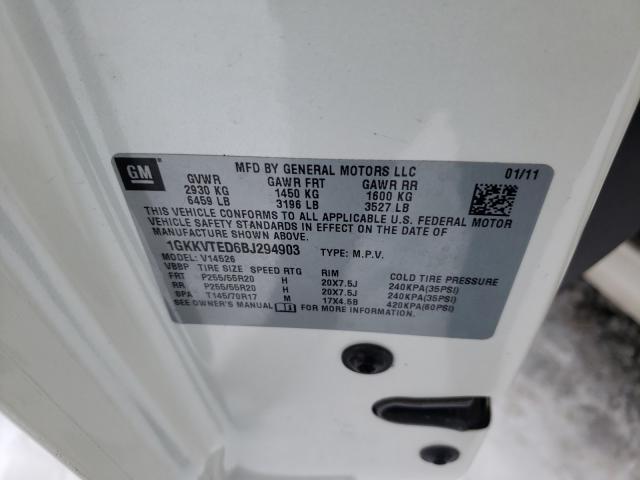 GM
MFD BY GENERAL MOTORS LLC
01/11
GVWR GAWR FRT GAWR RR
2930 KG 1450 KG 1600 KG
6459 LB 3196 LB 3527 LB
THIS VEHICLE CONFORMS TO ALL APPLICABLE U.S. FEDERAL MOTOR
VEHICLE SAFETY STANDARDS IN EFFECT ON THE DATE OF
MANUFACTURE SHOWN ABOVE.
1GKKVTED6BJ294903 TYPE: M.P.V.
MODEL: V14526
VBBP TIRE SIZE SPEED RTG RIM COLD TIRE PRESSURE
FRT P255/55R20 H 20X7.5J 240KPA(35PSI)
RR P255/55R20 H 20X7.5J 240KPA(35PSI)
SPA T145/70R17 M 17X4.5B 420KPA(60PSI)
SEE OWNER'S MANUAL FOR MORE INFORMATION.